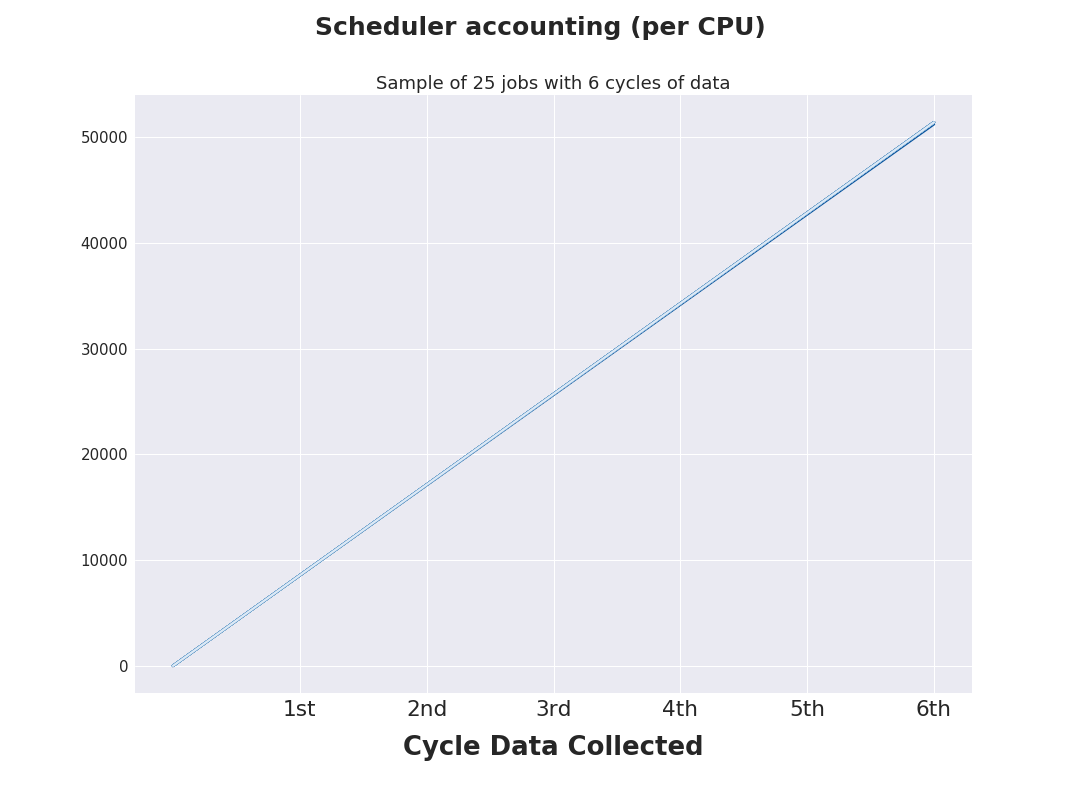 Scheduler accounting (per CPU)
Sample of 25 jobs with 6 cycles of data
50000
40000
30000
20000
10000
0
1st 2nd 3rd 4th 5th 6th
Cycle Data Collected